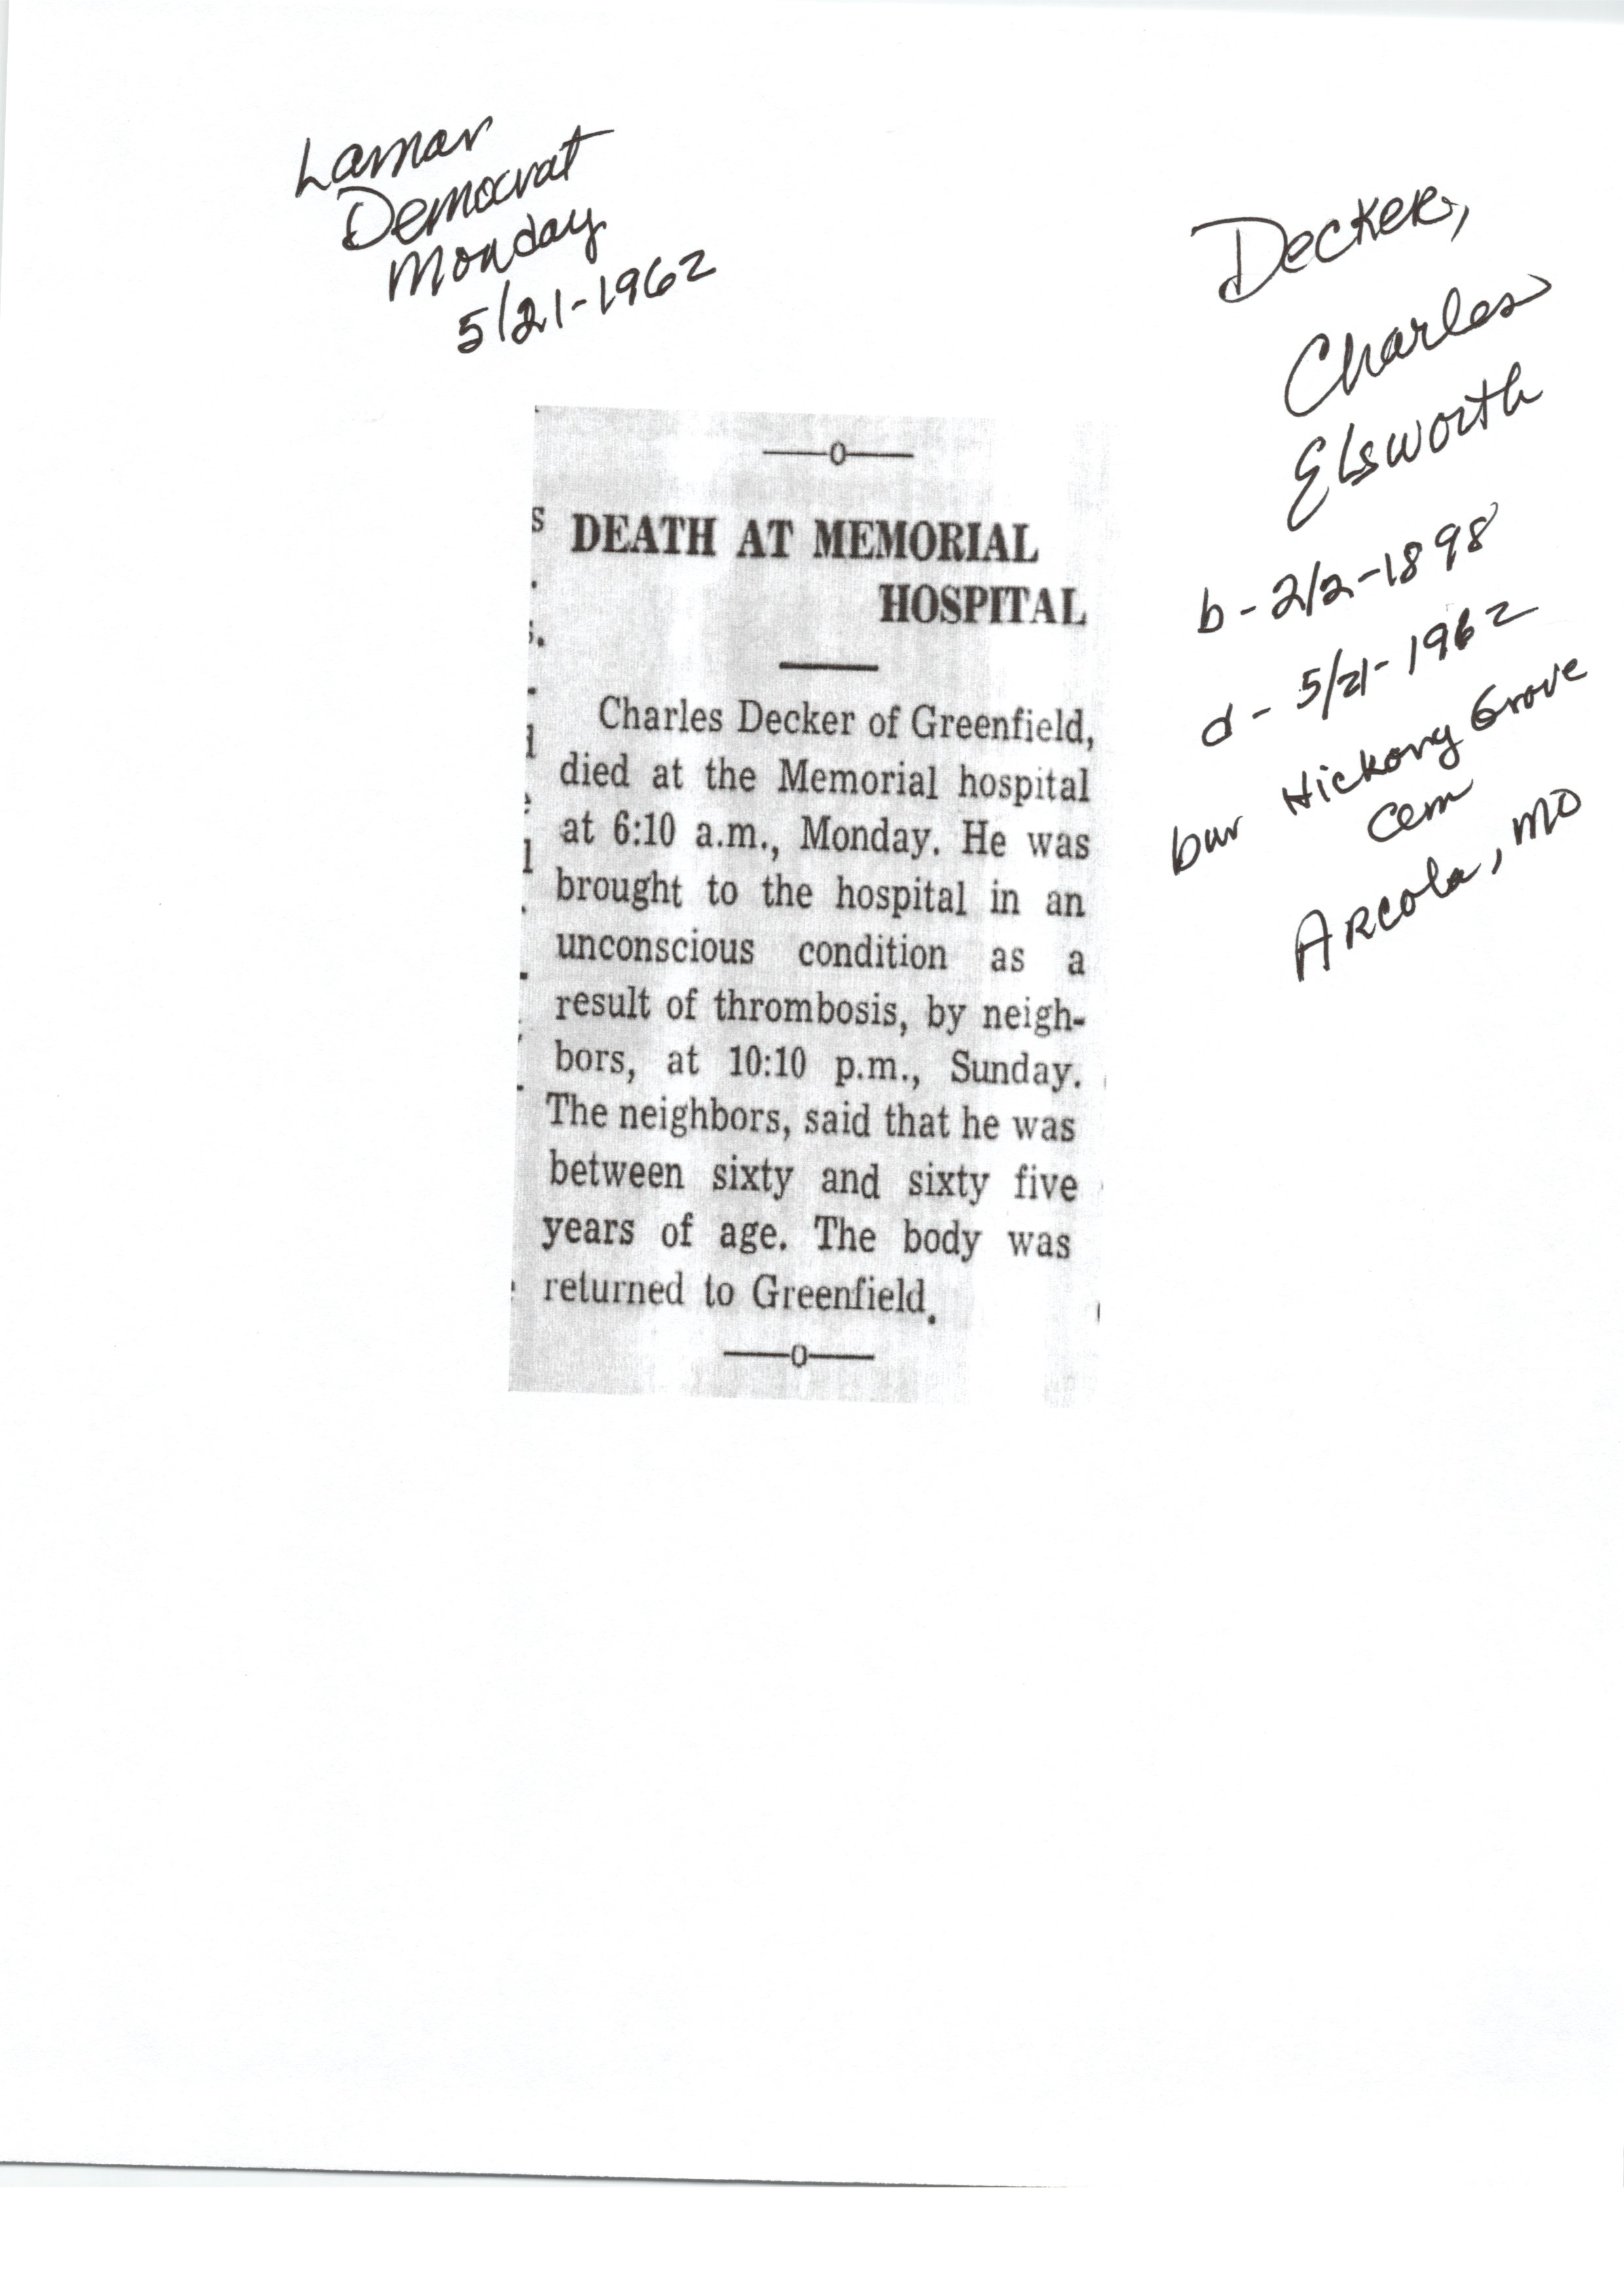 Lamar
Democrat
Monday
5/21-1962
Decker,
Charles
Elsworth
b - 2/2-1898
d - 5/21-1962
bur Hickory Grove
Cem
Arcola, MO
—o—
DEATH AT MEMORIAL
HOSPITAL
Charles Decker of Greenfield,
died at the Memorial hospital
at 6:10 a.m., Monday. He was
brought to the hospital in an
unconscious condition as a
result of thrombosis, by neigh-
bors, at 10:10 p.m., Sunday.
The neighbors, said that he was
between sixty and sixty five
years of age. The body was
returned to Greenfield.
—o—